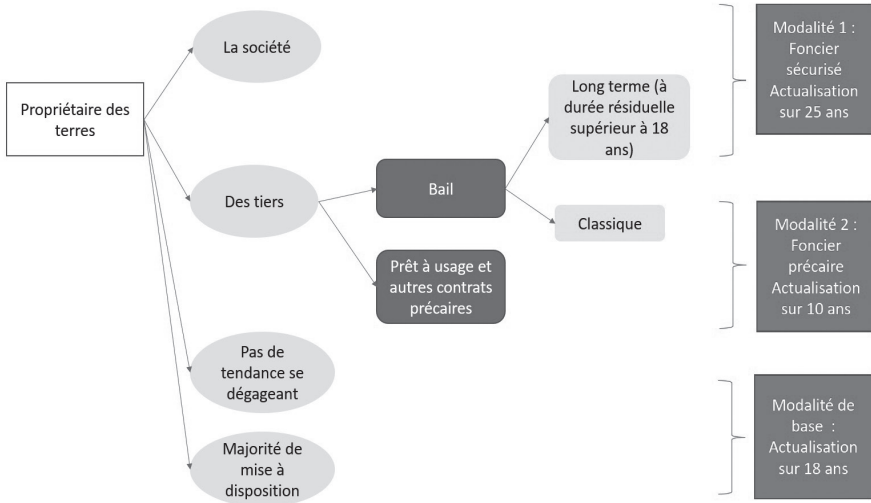 Propriétaire des
terres
La société
Des tiers
Pas de
tendance se
dégageant
Majorité de
mise à
disposition
Bail
Prêt à usage et
autres contrats
précaires
Long terme (à
durée résiduelle
supérieur à 18
ans)
Classique
Modalité 1 :
Foncier
sécurisé
Actualisation
sur 25 ans
Modalité 2 :
Foncier
précaire
Actualisation
sur 10 ans
Modalité de
base :
Actualisation
sur 18 ans